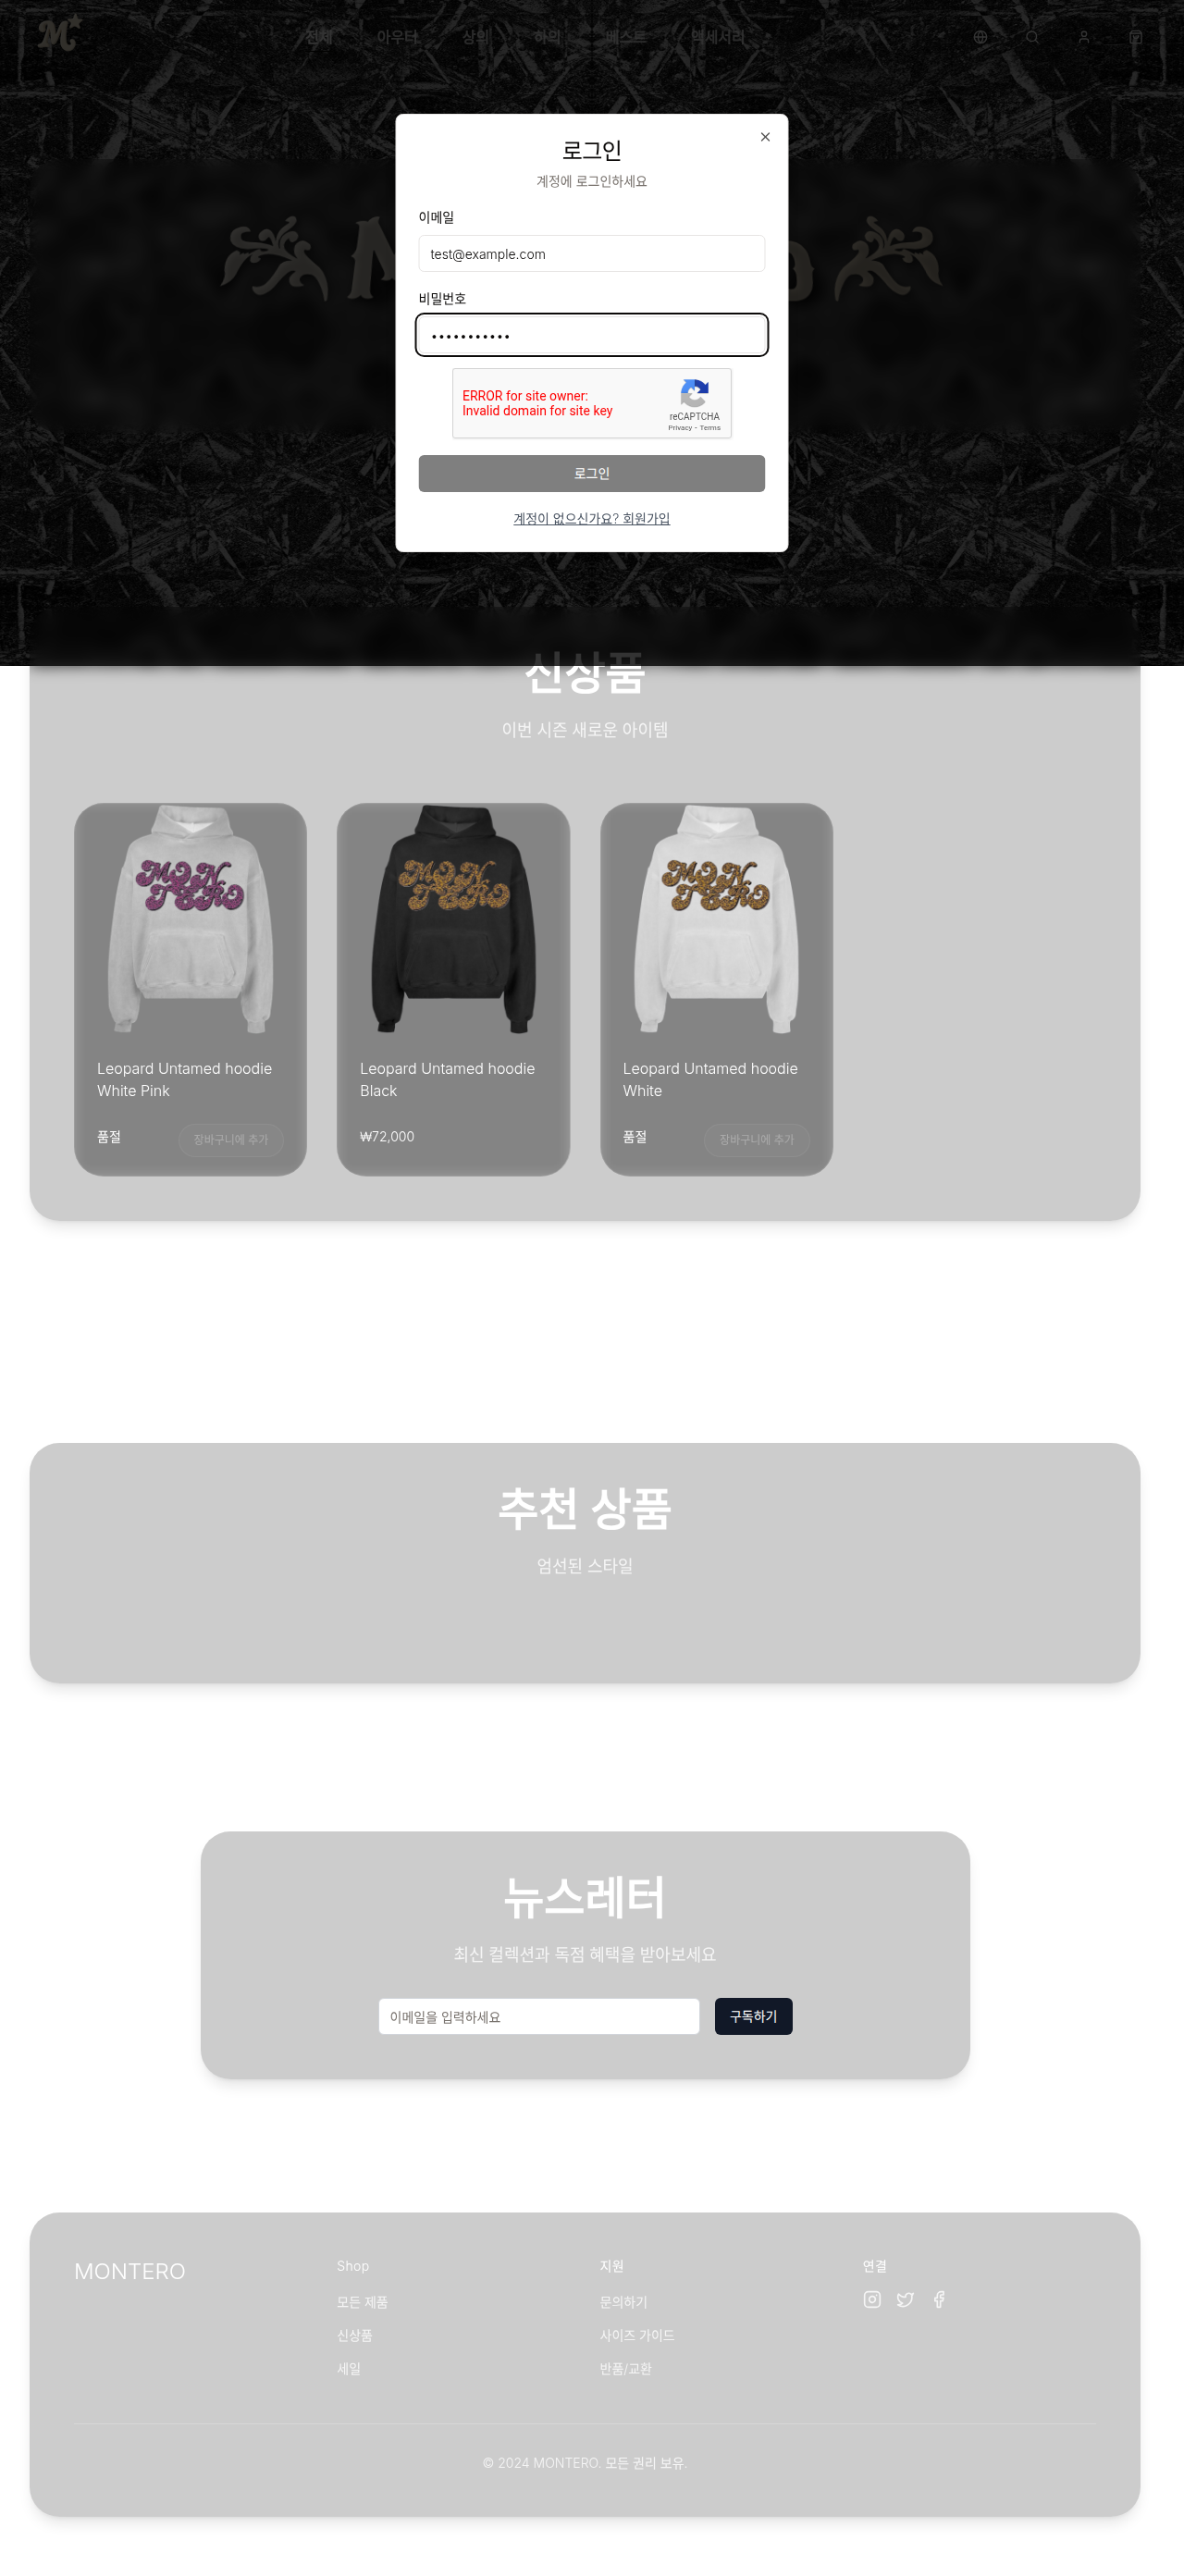 M
전체 아우터 상의 하의 베스트 악세서리
로그인
계정에 로그인하세요
이메일
test@example.com
비밀번호
•••••••••••
ERROR for site owner:
Invalid domain for site key
reCAPTCHA
Privacy - Terms
로그인
계정이 없으신가요? 회원가입
신상품
이번 시즌 새로운 아이템
MON
TERO
MON
TERO
MON
TERO
Leopard Untamed hoodie
White Pink
Leopard Untamed hoodie
Black
Leopard Untamed hoodie
White
품절 장바구니에 추가
₩72,000
품절 장바구니에 추가
추천 상품
엄선된 스타일
뉴스레터
최신 컬렉션과 독점 혜택을 받아보세요
이메일을 입력하세요 구독하기
MONTERO
Shop
모든 제품
신상품
세일
지원
문의하기
사이즈 가이드
반품/교환
연결
© 2024 MONTERO. 모든 권리 보유.